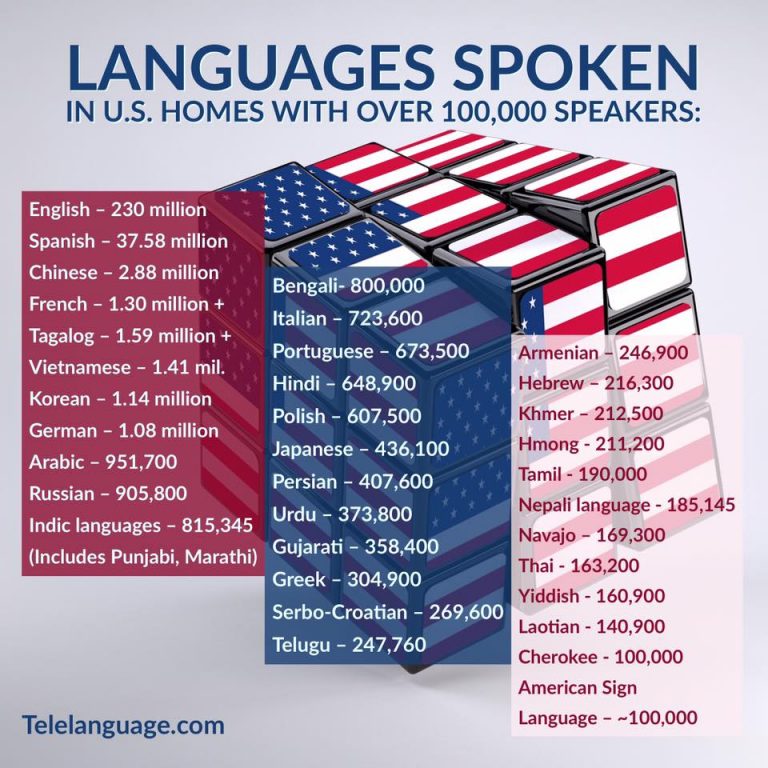 LANGUAGES SPOKEN
IN U.S. HOMES WITH OVER 100,000 SPEAKERS:
English – 230 million
Spanish – 37.58 million
Chinese – 2.88 million
French – 1.30 million +
Tagalog – 1.59 million +
Vietnamese – 1.41 mil.
Korean – 1.14 million
German – 1.08 million
Arabic – 951,700
Russian – 905,800
Indic languages – 815,345
(Includes Punjabi, Marathi)
Bengali- 800,000
Italian – 723,600
Portuguese – 673,500
Hindi – 648,900
Polish – 607,500
Japanese – 436,100
Persian – 407,600
Urdu – 373,800
Gujarati – 358,400
Greek – 304,900
Serbo-Croatian – 269,600
Telugu – 247,760
Armenian – 246,900
Hebrew – 216,300
Khmer – 212,500
Hmong – 211,200
Tamil - 190,000
Nepali language - 185,145
Navajo – 169,300
Thai - 163,200
Yiddish - 160,900
Laotian - 140,900
Cherokee - 100,000
American Sign
Language – ~100,000
Telelanguage.com